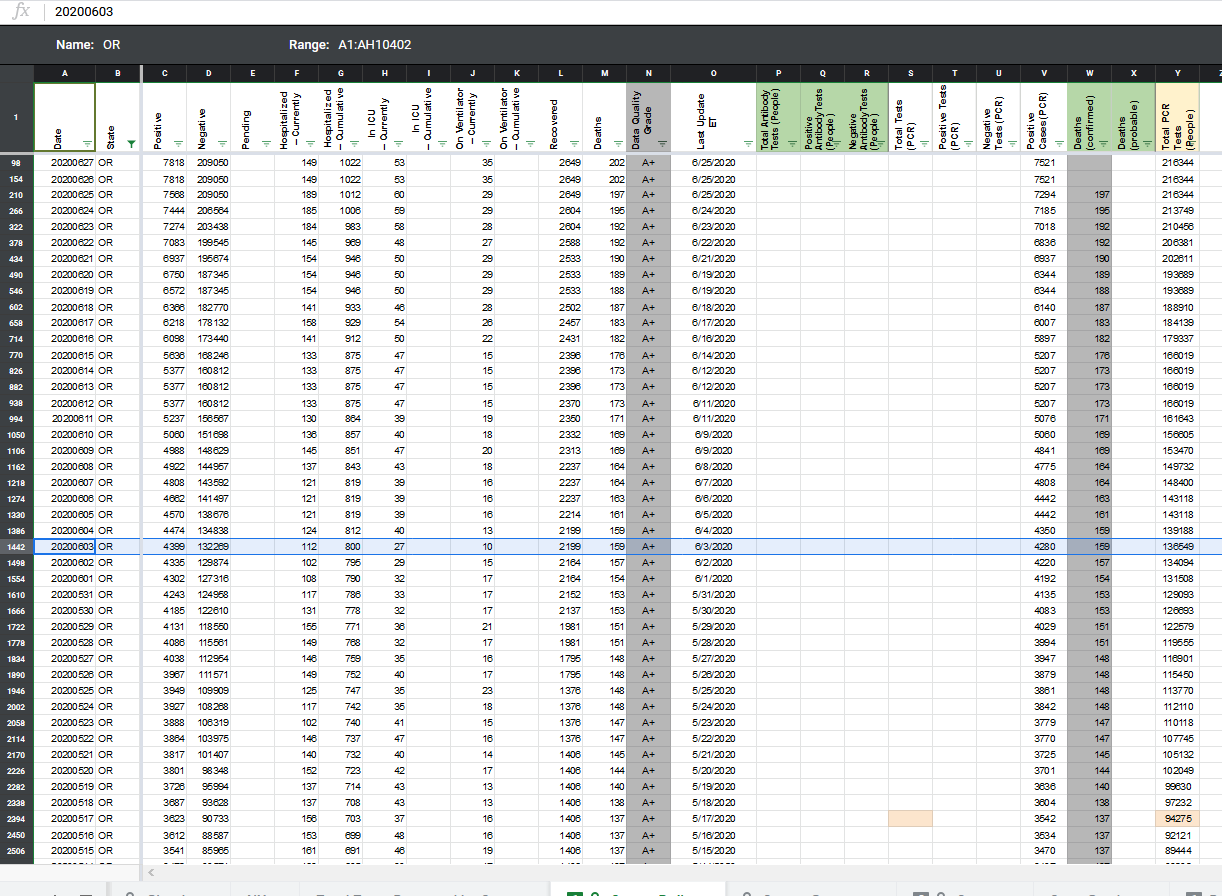 fx 20200603
Name: OR Range: A1:AH10402
A B C D E F G H I J K L M N O P Q R S T U V W X Y
1 Date State Positive Negative Pending Hospitalized – Currently Hospitalized – Cumulative In ICU – Currently In ICU – Cumulative On Ventilator – Currently On Ventilator – Cumulative Recovered Deaths Data Quality Grade Last Update ET Total Antibody Tests (People) Positive Antibody Tests (People) Negative Antibody Tests (People) Total Tests (PCR) Positive Tests (PCR) Negative Tests (PCR) Positive Cases (PCR) Deaths (confirmed) Deaths (probable) Total PCR Tests (People)
98 20200627 OR 7818 209050 149 1022 53 35 2649 202 A+ 6/25/2020 7521 216344
154 20200626 OR 7818 209050 149 1022 53 35 2649 202 A+ 6/25/2020 7521 216344
210 20200625 OR 7568 209050 189 1012 60 29 2649 197 A+ 6/25/2020 7294 197 216344
266 20200624 OR 7444 206564 185 1006 59 29 2604 195 A+ 6/24/2020 7185 195 213749
322 20200623 OR 7274 203438 184 983 58 28 2604 192 A+ 6/23/2020 7018 192 210456
378 20200622 OR 7083 199545 145 969 48 27 2588 192 A+ 6/22/2020 6836 192 206381
434 20200621 OR 6937 195674 154 946 50 29 2533 190 A+ 6/21/2020 6937 190 202611
490 20200620 OR 6750 187345 154 946 50 29 2533 189 A+ 6/19/2020 6344 189 193689
546 20200619 OR 6572 187345 154 946 50 29 2533 188 A+ 6/19/2020 6344 188 193689
602 20200618 OR 6366 182770 141 933 46 28 2502 187 A+ 6/18/2020 6140 187 188910
658 20200617 OR 6218 178132 158 929 54 26 2457 183 A+ 6/17/2020 6007 183 184139
714 20200616 OR 6098 173440 141 912 50 22 2431 182 A+ 6/16/2020 5897 182 179337
770 20200615 OR 5636 168246 133 875 47 15 2396 176 A+ 6/14/2020 5207 176 166019
826 20200614 OR 5377 160812 133 875 47 15 2396 173 A+ 6/12/2020 5207 173 166019
882 20200613 OR 5377 160812 133 875 47 15 2396 173 A+ 6/12/2020 5207 173 166019
938 20200612 OR 5377 160812 133 875 47 15 2370 173 A+ 6/11/2020 5207 173 166019
994 20200611 OR 5237 156567 130 864 39 19 2350 171 A+ 6/11/2020 5076 171 161643
1050 20200610 OR 5060 151698 136 857 40 18 2332 169 A+ 6/9/2020 5060 169 156605
1106 20200609 OR 4988 148629 145 851 47 20 2313 169 A+ 6/9/2020 4841 169 153470
1162 20200608 OR 4922 144957 137 843 43 18 2237 164 A+ 6/8/2020 4775 164 149732
1218 20200607 OR 4808 143592 121 819 39 16 2237 164 A+ 6/7/2020 4808 164 148400
1274 20200606 OR 4662 141497 121 819 39 16 2237 163 A+ 6/6/2020 4442 163 143118
1330 20200605 OR 4570 138676 121 819 39 16 2214 161 A+ 6/5/2020 4442 161 143118
1386 20200604 OR 4474 134838 124 812 40 13 2199 159 A+ 6/4/2020 4350 159 139188
1442 20200603 OR 4399 132269 112 800 27 10 2199 159 A+ 6/3/2020 4280 159 136549
1498 20200602 OR 4335 129874 102 795 29 15 2164 157 A+ 6/2/2020 4220 157 134094
1554 20200601 OR 4302 127316 108 790 32 17 2164 154 A+ 6/1/2020 4192 154 131508
1610 20200531 OR 4243 124958 117 786 33 17 2152 153 A+ 5/31/2020 4135 153 129093
1666 20200530 OR 4185 122610 131 778 32 17 2137 153 A+ 5/30/2020 4083 153 126693
1722 20200529 OR 4131 118550 155 771 36 21 1981 151 A+ 5/29/2020 4029 151 122579
1778 20200528 OR 4086 115561 149 768 32 17 1981 151 A+ 5/28/2020 3994 151 119555
1834 20200527 OR 4038 112954 146 759 35 16 1795 148 A+ 5/27/2020 3947 148 116901
1890 20200526 OR 3967 111571 149 752 40 17 1795 148 A+ 5/26/2020 3879 148 115450
1946 20200525 OR 3949 109909 125 747 35 23 1376 148 A+ 5/25/2020 3861 148 113770
2002 20200524 OR 3927 108268 117 742 35 18 1376 148 A+ 5/24/2020 3842 148 112110
2058 20200523 OR 3888 106319 102 740 41 15 1376 147 A+ 5/23/2020 3779 147 110118
2114 20200522 OR 3864 103975 146 737 47 16 1376 147 A+ 5/22/2020 3770 147 107745
2170 20200521 OR 3817 101407 140 732 40 14 1406 145 A+ 5/21/2020 3725 145 105132
2226 20200520 OR 3801 98348 152 723 42 17 1406 144 A+ 5/20/2020 3701 144 102049
2282 20200519 OR 3726 95994 137 714 43 13 1406 140 A+ 5/19/2020 3636 140 99630
2338 20200518 OR 3687 93628 137 708 43 13 1406 138 A+ 5/18/2020 3604 138 97232
2394 20200517 OR 3623 90733 156 703 37 16 1406 137 A+ 5/17/2020 3542 137 94275
2450 20200516 OR 3612 88587 153 699 48 16 1406 137 A+ 5/16/2020 3534 137 92121
2506 20200515 OR 3541 85965 161 691 46 19 1406 137 A+ 5/15/2020 3470 137 89444